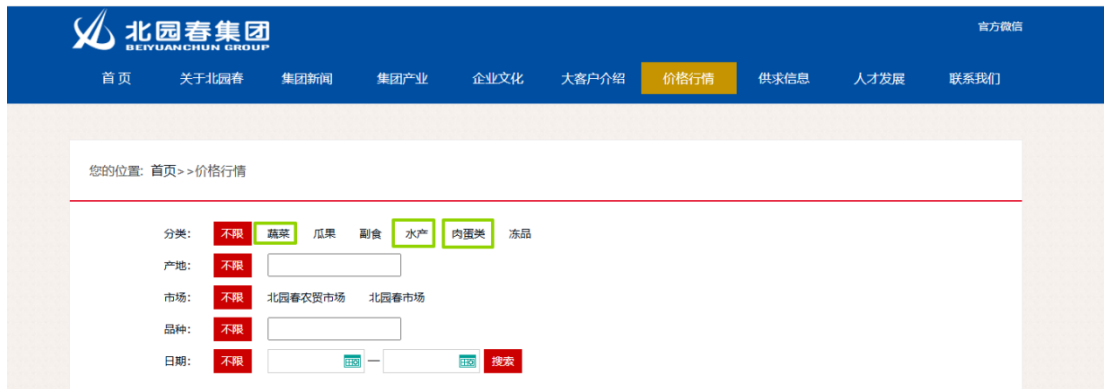 北园春集团
BEIYUANCHUN GROUP
官方微信
首页 关于北园春 集团新闻 集团产业 企业文化 大客户介绍 价格行情 供求信息 人才发展 联系我们
您的位置: 首页>>价格行情
分类: 不限 蔬菜 瓜果 副食 水产 肉蛋类 冻品
产地: 不限
市场: 不限 北园春农贸市场 北园春市场
品种: 不限
日期: 不限 — 搜索